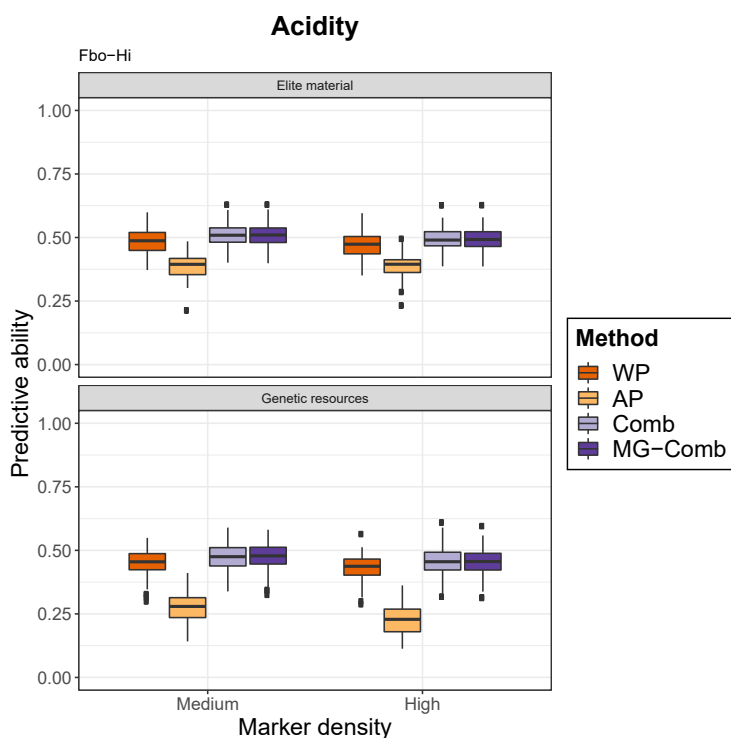 Acidity
Fbo−Hi
Elite material
1.00
0.75
0.50
0.25
0.00
Genetic resources
1.00
0.75
0.50
0.25
0.00
Predictive ability
Medium
High
Marker density
Method
WP
AP
Comb
MG−Comb